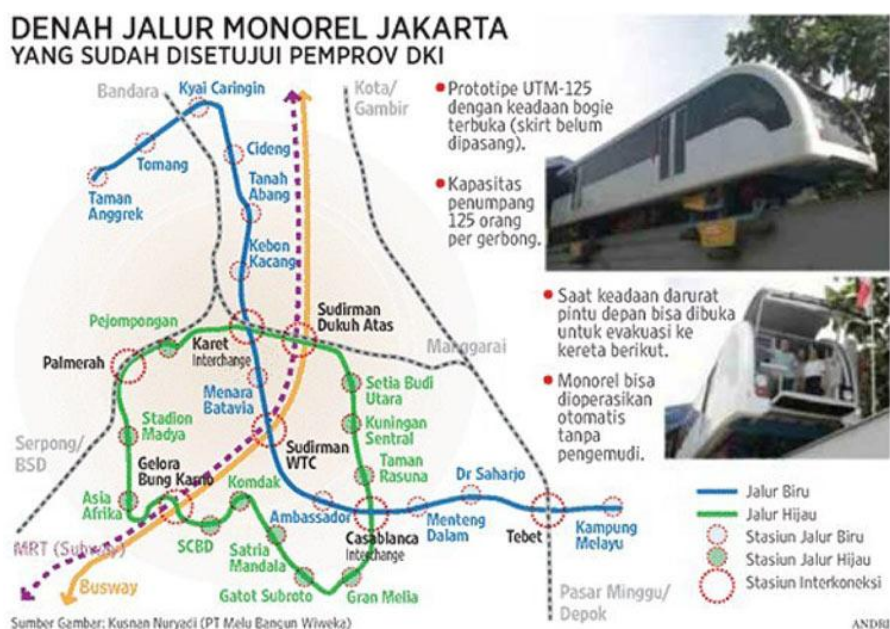 DENAH JALUR MONOREL JAKARTA
YANG SUDAH DISETUJUI PEMPROV DKI
Bandara
Kyai Caringin
Kota/
Gambir
Tomang
Cideng
Taman
Anggrek
Tanah
Abang
Kebon
Kacang
Pejompongan
Sudirman
Dukuh Atas
Karet
Interchange
Palmerah
Manggarai
Menara
Batavia
Setia Budi
Utara
Stadion
Madya
Kuningan
Sentral
Serpong/
BSD
Sudirman
WTC
Gelora
Bung Karno
Taman
Rasuna
Komdak
Asia
Afrika
Ambassador
Dr Saharjo
Menteng
Dalam
Tebet
Kampung
Melayu
Casablanca
Interchange
MRT (Subway)
SCBD
Satria
Mandala
Busway
Gatot Subroto
Gran Melia
Pasar Minggu/
Depok
• Prototipe UTM-125
dengan keadaan bogie
terbuka (skirt belum
dipasang).
• Kapasitas
penumpang
125 orang
per gerbong.
• Saat keadaan darurat
pintu depan bisa dibuka
untuk evakuasi ke
kereta berikut.
• Monorel bisa
dioperasikan
otomatis
tanpa
pengemudi.
Jalur Biru
Jalur Hijau
Stasiun Jalur Biru
Stasiun Jalur Hijau
Stasiun Interkoneksi
Sumber Gambar: Kusnan Nuryadi (PT Melu Bangun Wiweka)
ANDRI